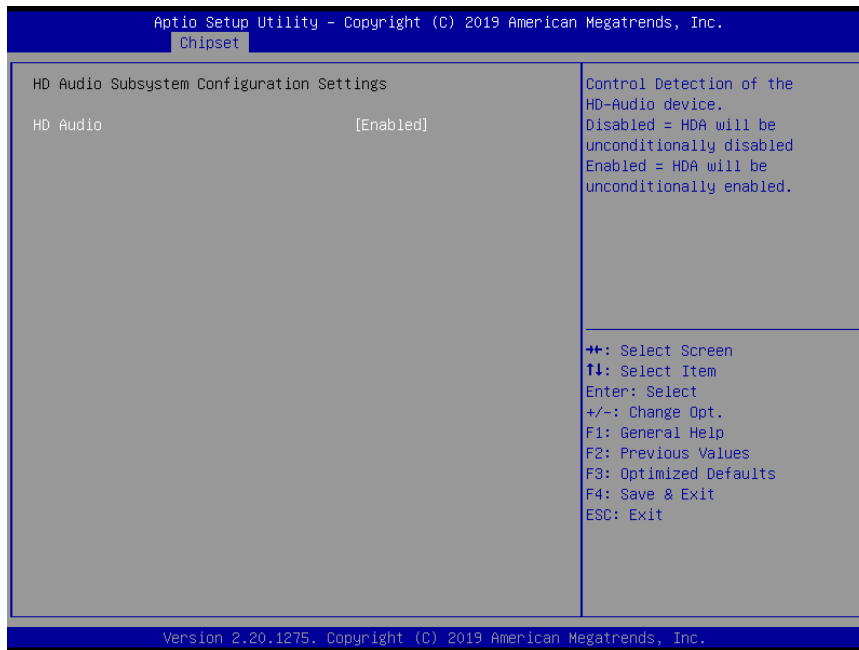 Aptio Setup Utility – Copyright (C) 2019 American Megatrends, Inc.
Chipset
HD Audio Subsystem Configuration Settings
HD Audio [Enabled]
Control Detection of the
HD-Audio device.
Disabled = HDA will be
unconditionally disabled
Enabled = HDA will be
unconditionally enabled.
→←: Select Screen
↑↓: Select Item
Enter: Select
+/-: Change Opt.
F1: General Help
F2: Previous Values
F3: Optimized Defaults
F4: Save & Exit
ESC: Exit
Version 2.20.1275. Copyright (C) 2019 American Megatrends, Inc.